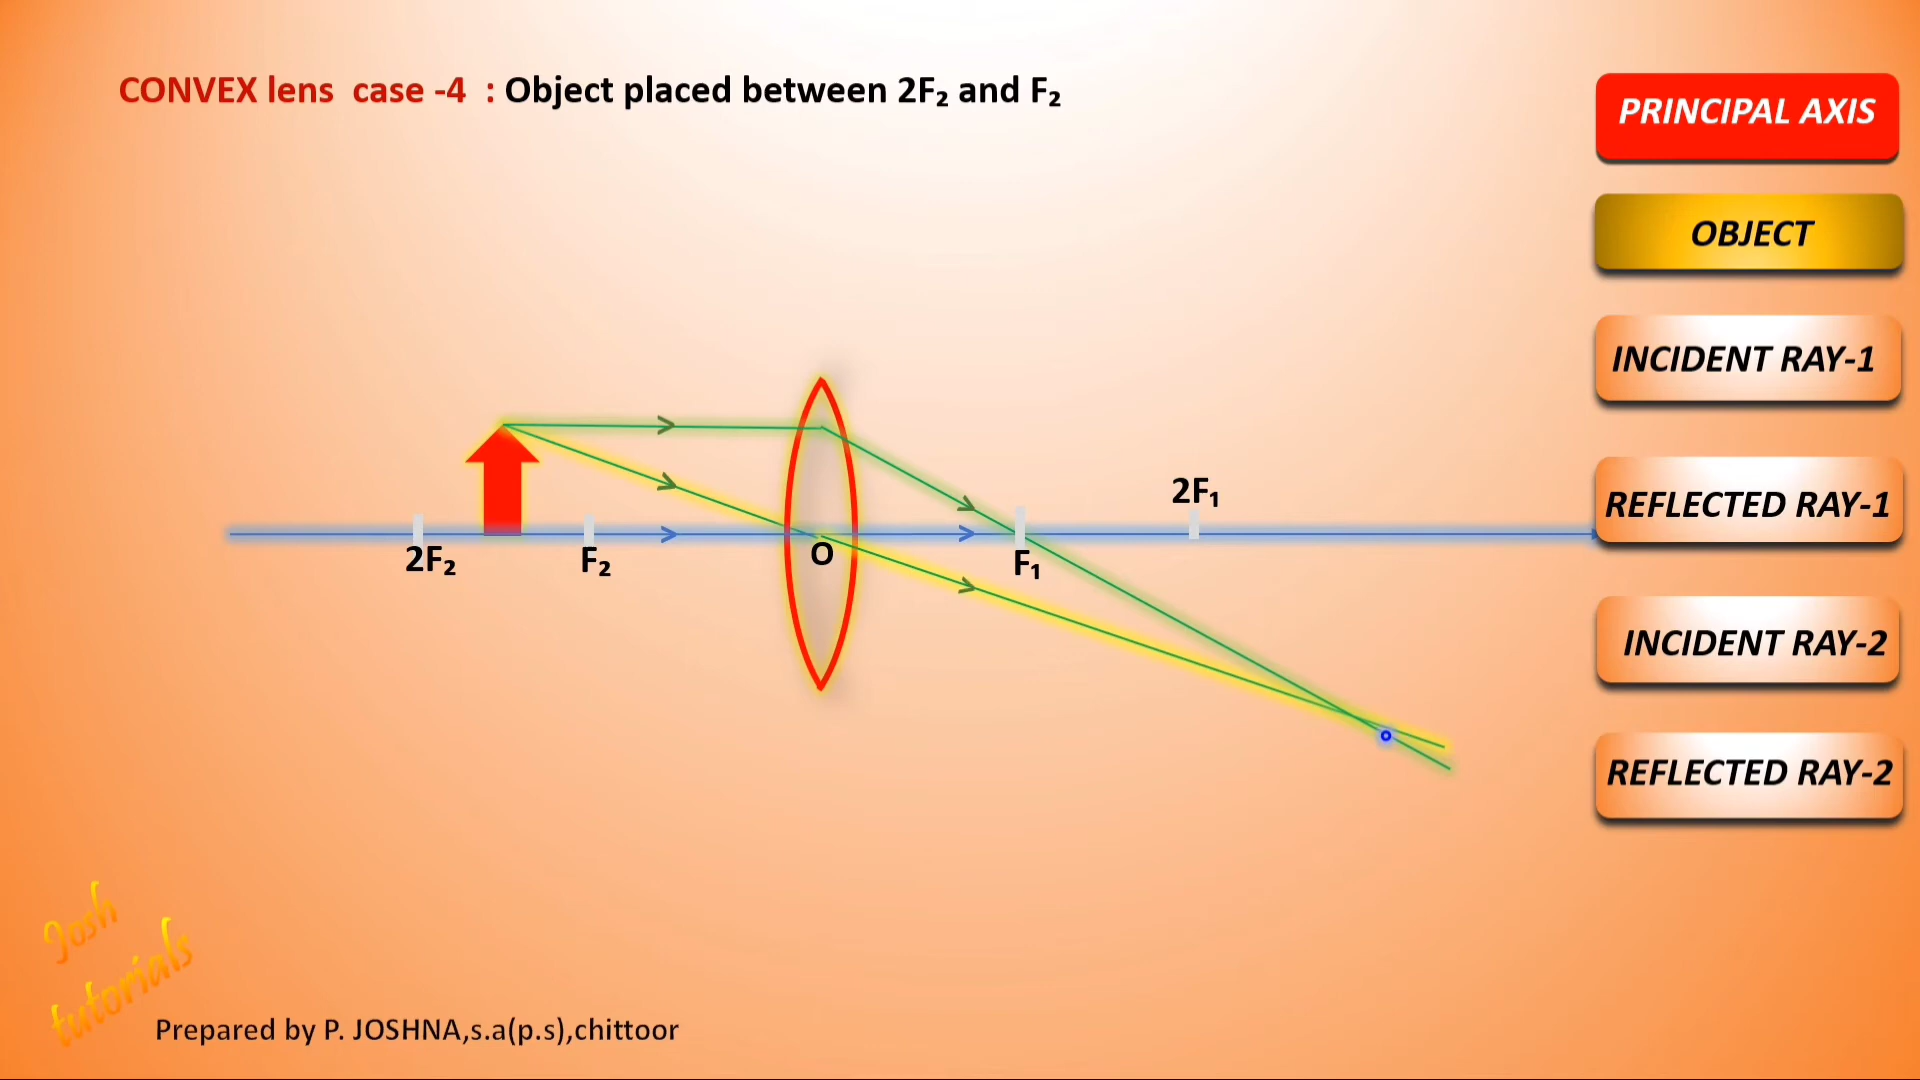 CONVEX lens case -4 : Object placed between 2F₂ and F₂
PRINCIPAL AXIS
OBJECT
INCIDENT RAY-1
REFLECTED RAY-1
INCIDENT RAY-2
REFLECTED RAY-2
2F₁
2F₂
F₂
O
F₁
Josh
tutorials
Prepared by P. JOSHNA,s.a(p.s),chittoor